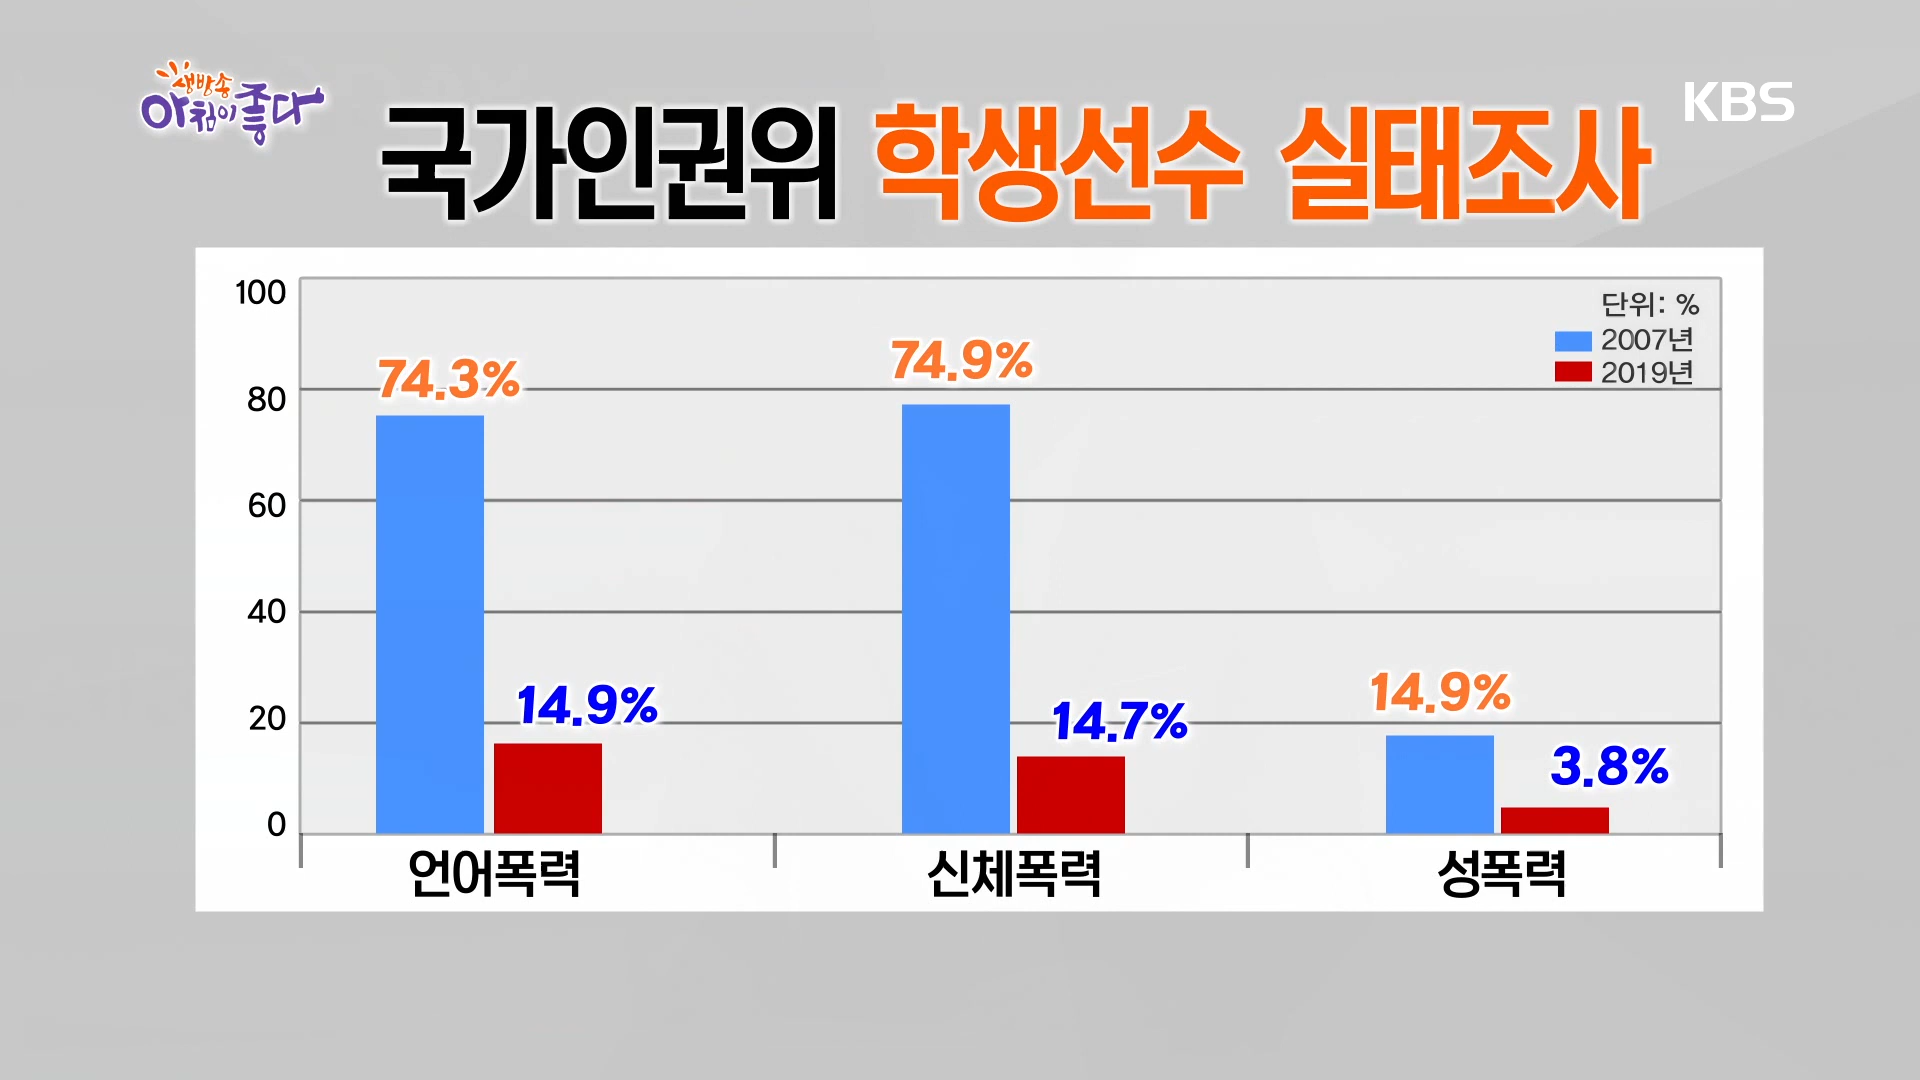 생방송
아침이 좋다
KBS
국가인권위 학생선수 실태조사
단위: %
2007년
2019년
100
80
60
40
20
0
74.3%
14.9%
74.9%
14.7%
14.9%
3.8%
언어폭력
신체폭력
성폭력